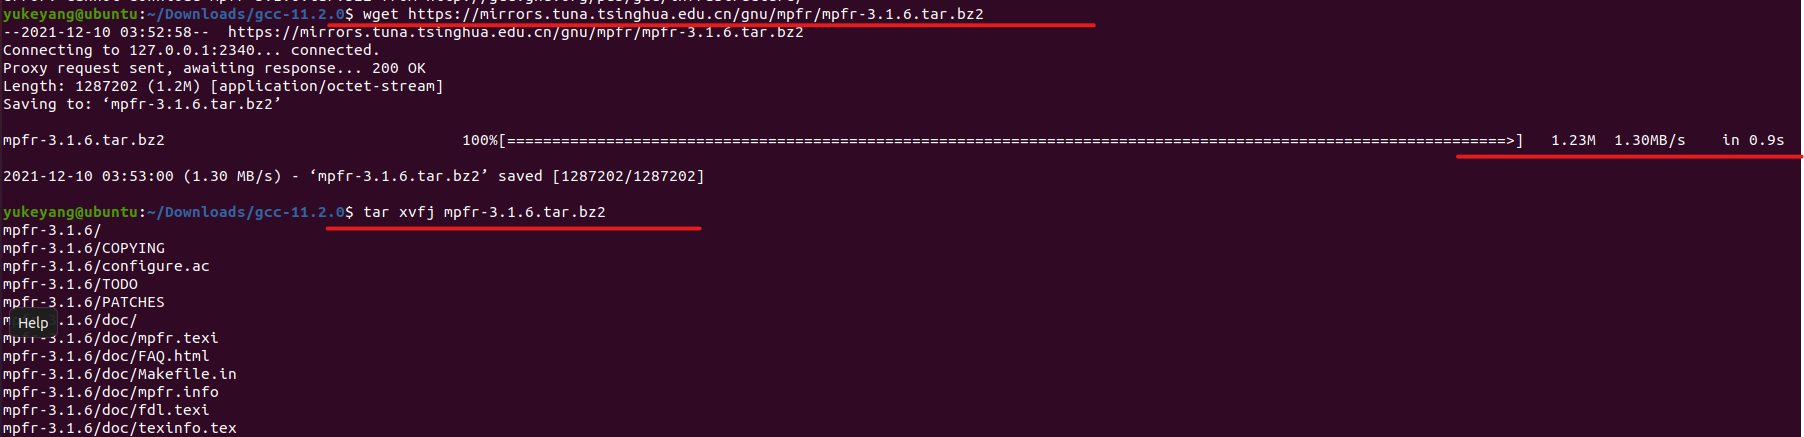 yukeyang@ubuntu:~/Downloads/gcc-11.2.0$ wget https://mirrors.tuna.tsinghua.edu.cn/gnu/mpfr/mpfr-3.1.6.tar.bz2
--2021-12-10 03:52:58--  https://mirrors.tuna.tsinghua.edu.cn/gnu/mpfr/mpfr-3.1.6.tar.bz2
Connecting to 127.0.0.1:2340... connected.
Proxy request sent, awaiting response... 200 OK
Length: 1287202 (1.2M) [application/octet-stream]
Saving to: ‘mpfr-3.1.6.tar.bz2’
mpfr-3.1.6.tar.bz2 100%[===============================================================================================================>] 1.23M 1.30MB/s in 0.9s
2021-12-10 03:53:00 (1.30 MB/s) - ‘mpfr-3.1.6.tar.bz2’ saved [1287202/1287202]
yukeyang@ubuntu:~/Downloads/gcc-11.2.0$ tar xvfj mpfr-3.1.6.tar.bz2
mpfr-3.1.6/
mpfr-3.1.6/COPYING
mpfr-3.1.6/configure.ac
mpfr-3.1.6/TODO
mpfr-3.1.6/PATCHES
.1.6/doc/
Help
mpfr-3.1.6/doc/mpfr.texi
mpfr-3.1.6/doc/FAQ.html
mpfr-3.1.6/doc/Makefile.in
mpfr-3.1.6/doc/mpfr.info
mpfr-3.1.6/doc/fdl.texi
mpfr-3.1.6/doc/texinfo.tex